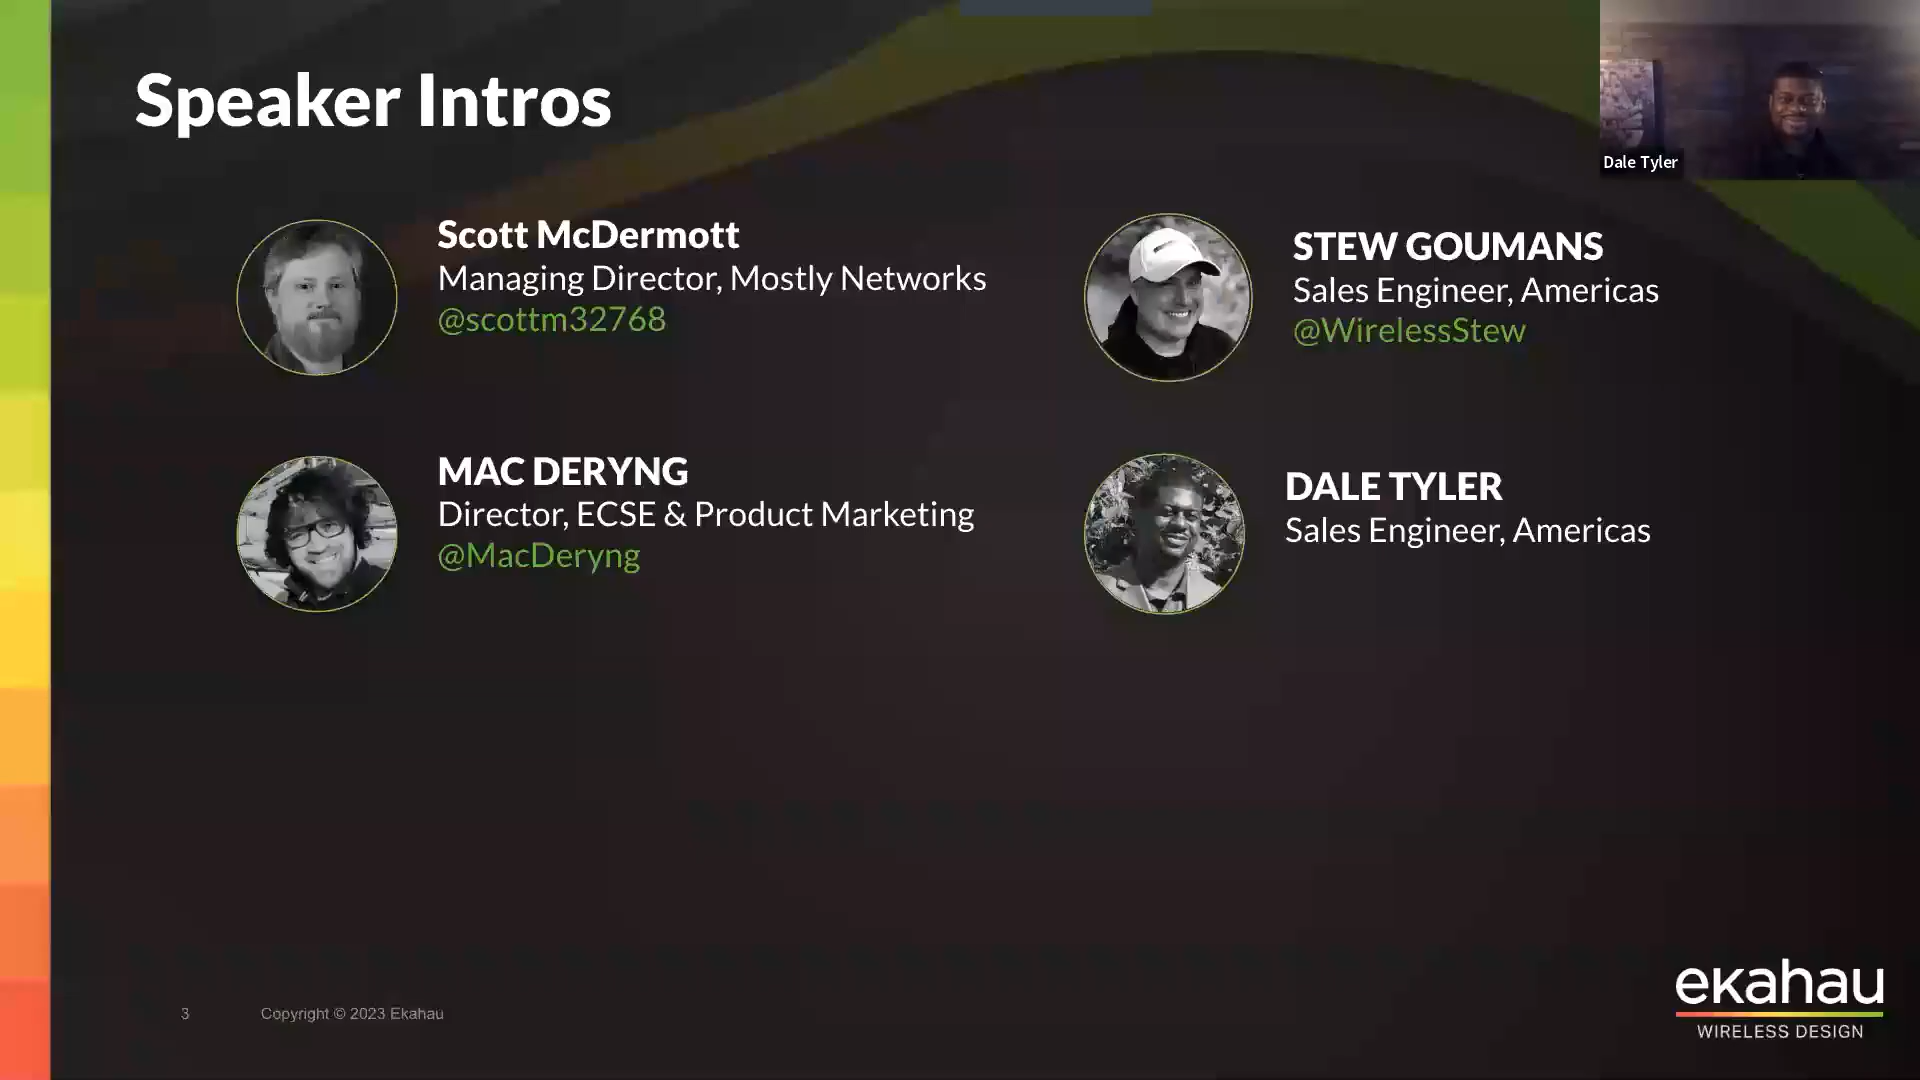 Speaker Intros
Dale Tyler
Scott McDermott
Managing Director, Mostly Networks
@scottm32768
STEW GOUMANS
Sales Engineer, Americas
@WirelessStew
MAC DERYNG
Director, ECSE & Product Marketing
@MacDeryng
DALE TYLER
Sales Engineer, Americas
3
Copyright © 2023 Ekahau
ekahau
WIRELESS DESIGN